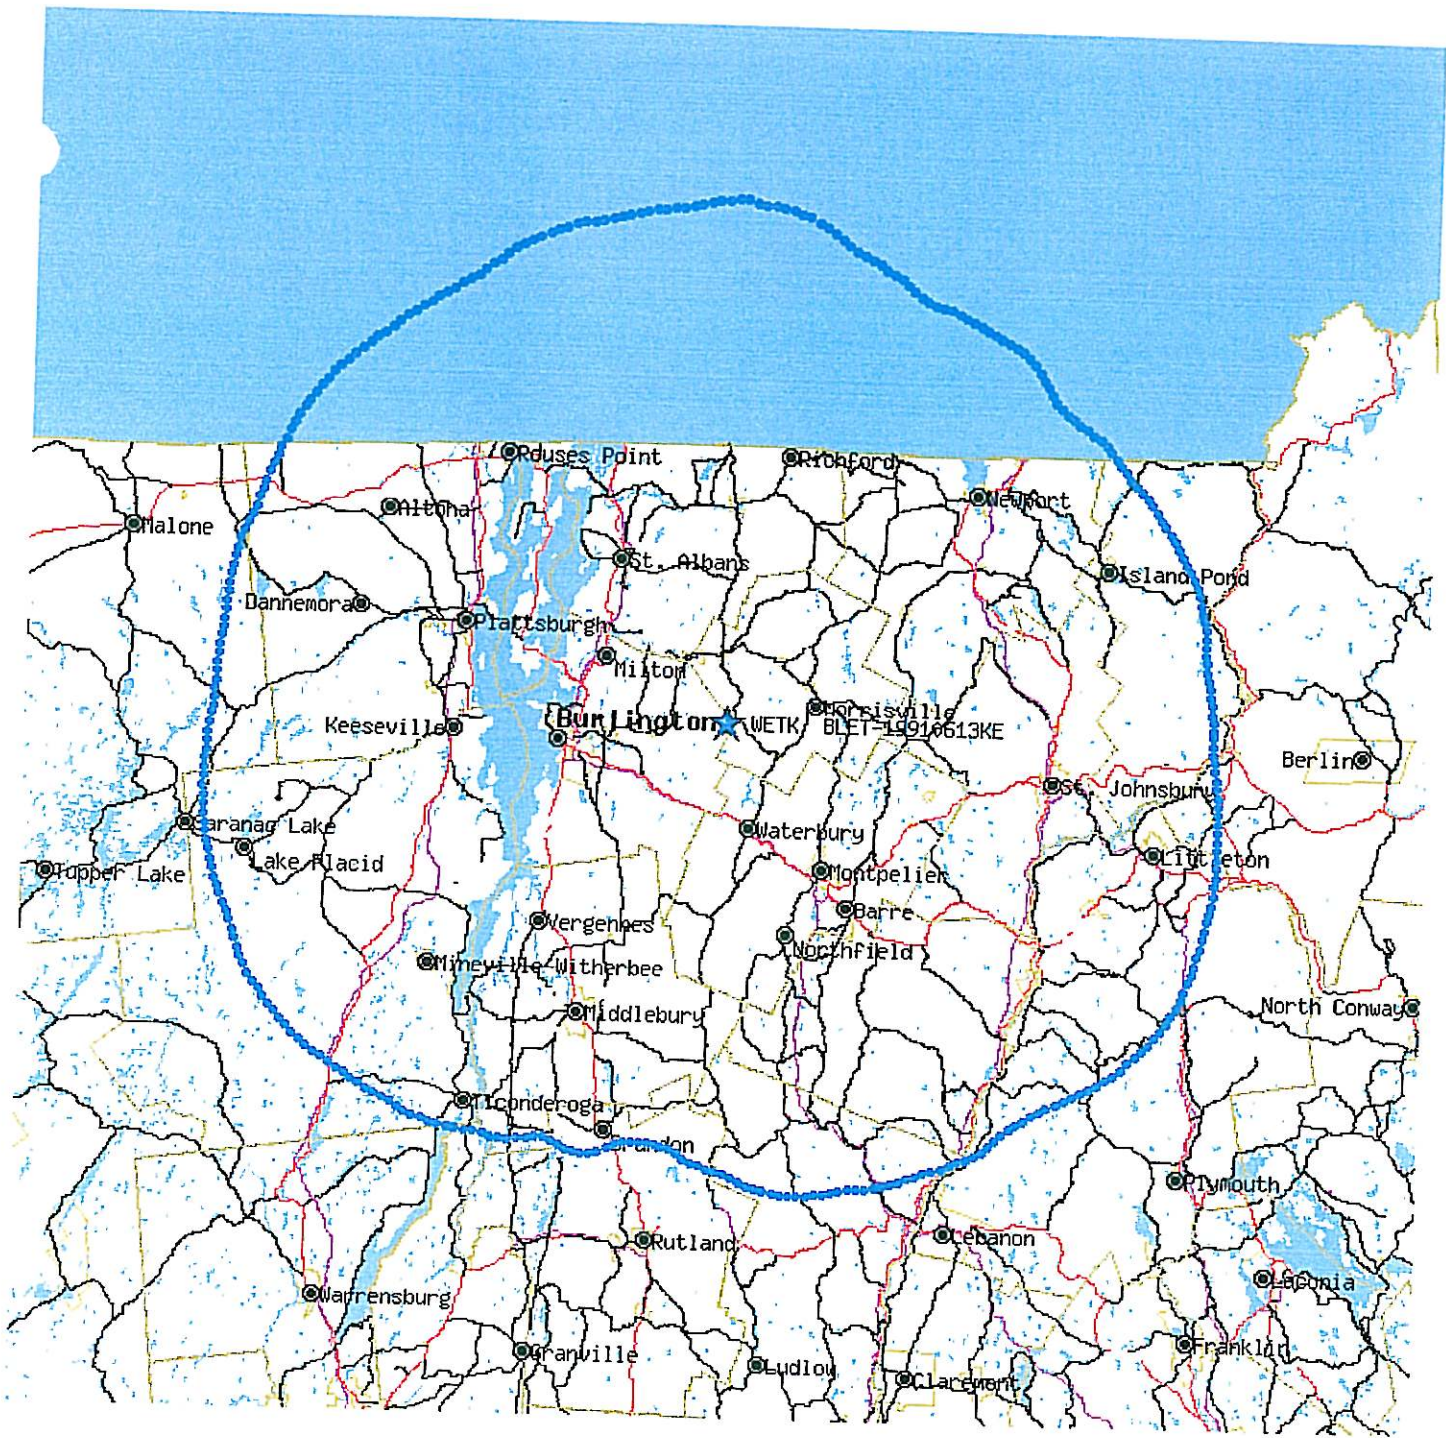 Rouses Point
Richford
Newport
Altona
Malone
St. Albans
Island Pond
Dannemora
Plattsburgh
Milton
Morrisville
Burlington
WETK BLET-19910613KE
Keeseville
Berlin
St. Johnsbury
Saranac Lake
Waterbury
Lake Placid
Littleton
Tupper Lake
Montpelier
Barre
Vergennes
Northfield
Mineville-Witherbee
North Conway
Middlebury
Ticonderoga
Brandon
Plymouth
Lebanon
Rutland
Laconia
Warrensburg
Franklin
Granville
Ludlow
Claremont